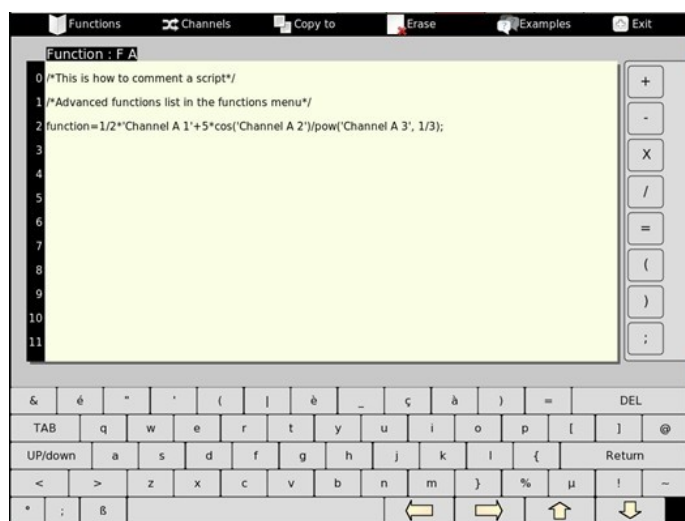 Functions Channels Copy to Erase Examples Exit
Function : F A
0 /*This is how to comment a script*/
1 /*Advanced functions list in the functions menu*/
2 function=1/2*'Channel A 1'+5*cos('Channel A 2')/pow('Channel A 3', 1/3);
3
4
5
6
7
8
9
10
11
+
-
X
/
=
(
)
;
& é " ' ( | è _ ç à ) = DEL
TAB q w e r t y u i o p [ ] @
UP/down a s d f g h j k l { Return
< > z x c v b n m } % µ ! ~
° ; ß